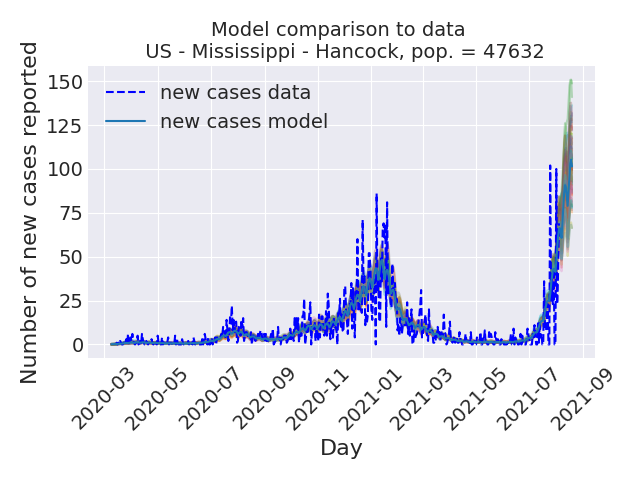 Model comparison to data
US - Mississippi - Hancock, pop. = 47632
Number of new cases reported
150
125
100
75
50
25
0
new cases data
new cases model
2020-03
2020-05
2020-07
2020-09
2020-11
2021-01
2021-03
2021-05
2021-07
2021-09
Day